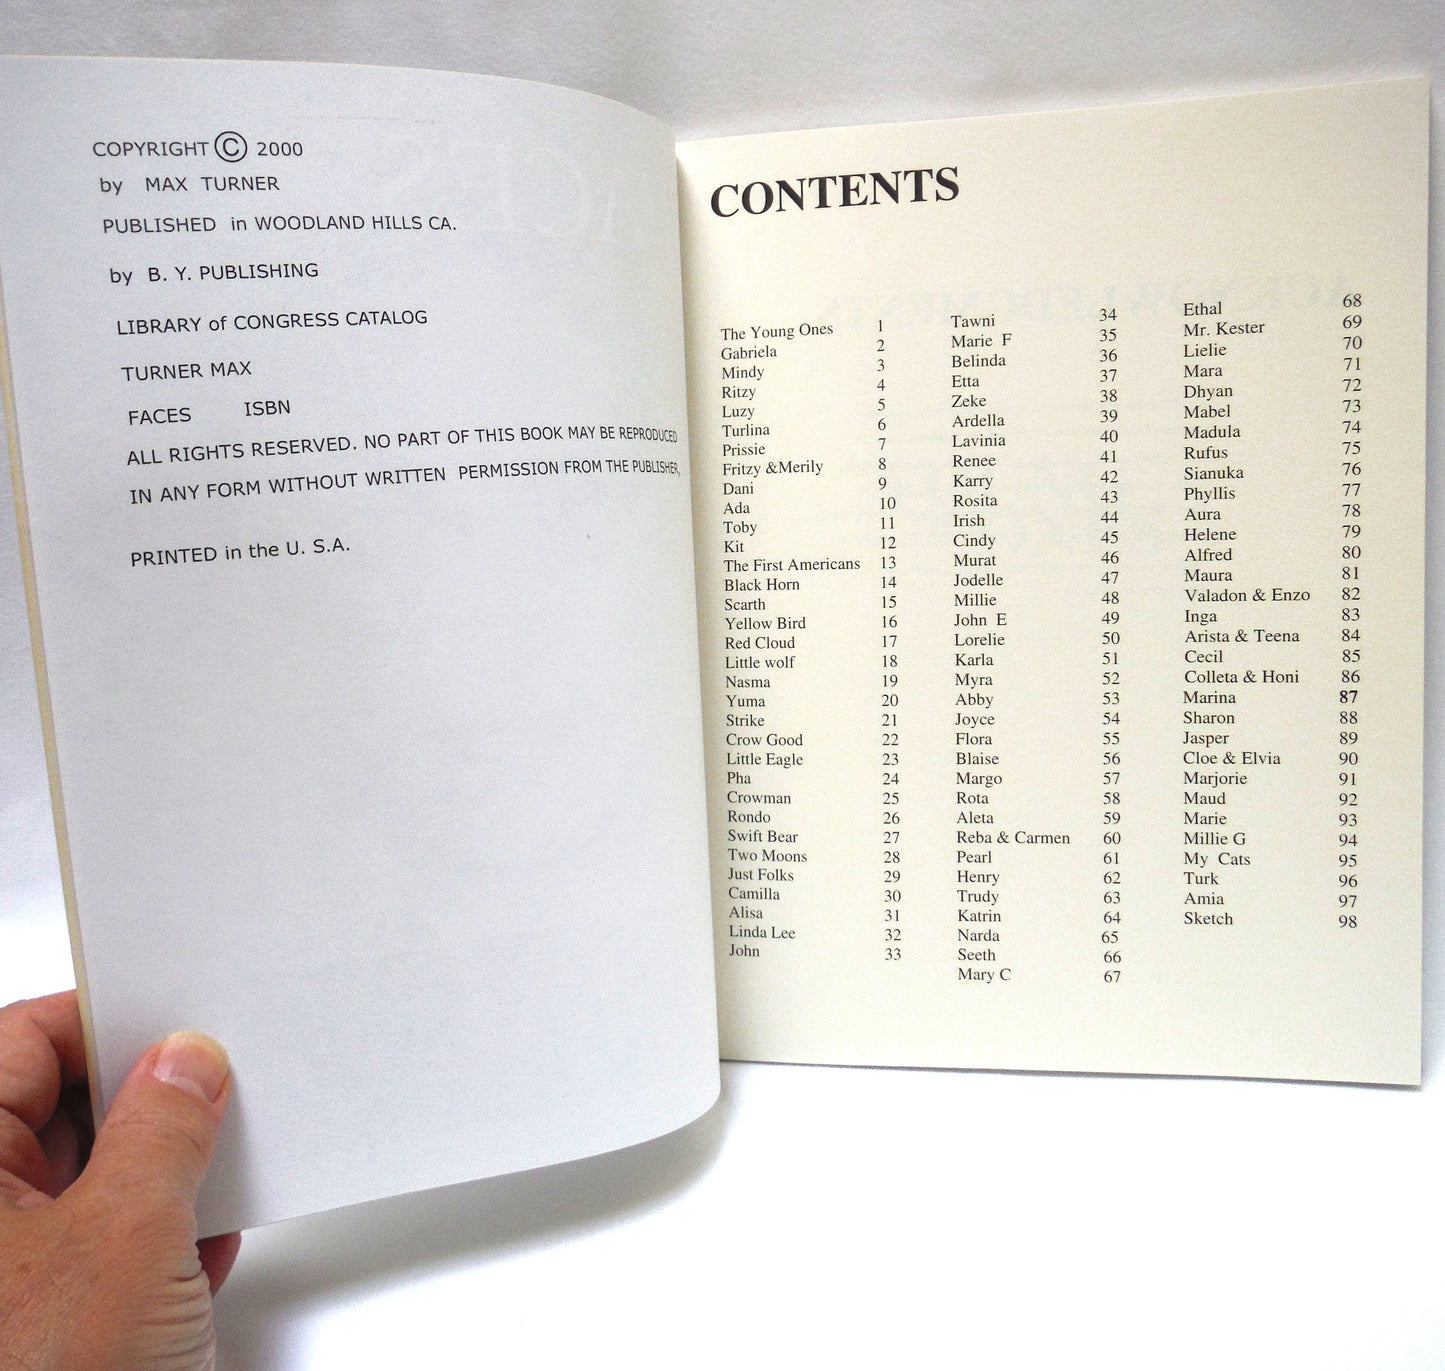 COPYRIGHT © 2000
by MAX TURNER
PUBLISHED in WOODLAND HILLS CA.
by B. Y. PUBLISHING
LIBRARY of CONGRESS CATALOG
TURNER MAX
FACES ISBN
ALL RIGHTS RESERVED. NO PART OF THIS BOOK MAY BE REPRODUCED
IN ANY FORM WITHOUT WRITTEN PERMISSION FROM THE PUBLISHER,
PRINTED in the U. S.A.
CONTENTS
The Young Ones 1
Gabriela 2
Mindy 3
Ritzy 4
Luzy 5
Turlina 6
Prissie 7
Fritzy &Merily 8
Dani 9
Ada 10
Toby 11
Kit 12
The First Americans 13
Black Horn 14
Scarth 15
Yellow Bird 16
Red Cloud 17
Little wolf 18
Nasma 19
Yuma 20
Strike 21
Crow Good 22
Little Eagle 23
Pha 24
Crowman 25
Rondo 26
Swift Bear 27
Two Moons 28
Just Folks 29
Camilla 30
Alisa 31
Linda Lee 32
John 33
Tawni 34
Marie F 35
Belinda 36
Etta 37
Zeke 38
Ardella 39
Lavinia 40
Renee 41
Karry 42
Rosita 43
Irish 44
Cindy 45
Murat 46
Jodelle 47
Millie 48
John E 49
Lorelie 50
Karla 51
Myra 52
Abby 53
Joyce 54
Flora 55
Blaise 56
Margo 57
Rota 58
Aleta 59
Reba & Carmen 60
Pearl 61
Henry 62
Trudy 63
Katrin 64
Narda 65
Seeth 66
Mary C 67
Ethal 68
Mr. Kester 69
Lielie 70
Mara 71
Dhyan 72
Mabel 73
Madula 74
Rufus 75
Sianuka 76
Phyllis 77
Aura 78
Helene 79
Alfred 80
Maura 81
Valadon & Enzo 82
Inga 83
Arista & Teena 84
Cecil 85
Colleta & Honi 86
Marina 87
Sharon 88
Jasper 89
Cloe & Elvia 90
Marjorie 91
Maud 92
Marie 93
Millie G 94
My Cats 95
Turk 96
Amia 97
Sketch 98